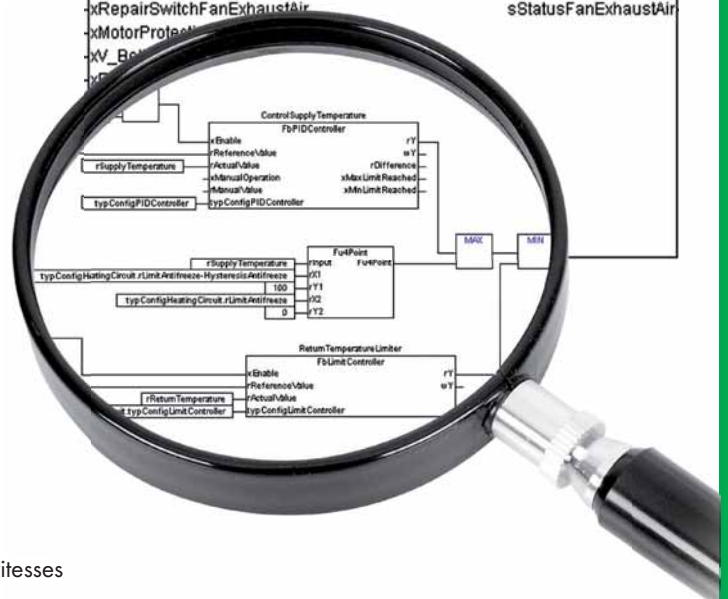 xRepairSwitchFanExhaustAir
sStatusFanExhaustAir
xMotorProtec
xV_Be
ControlSupplyTemperature
FbPIDController
xEnable
rY
rReferenceValue
wY
rSupplyTemperature
rActualValue
rDifference
xManualOperation
xMaxLimitReached
rManualValue
xMinLimitReached
typConfigPIDController
typConfigPIDController
MAX
MIN
Fu4Point
rSupplyTemperature
rInput
Fu4Point
typConfigHeatingCircuit.rLimitAntifreeze-HysteresisAntifreeze
rX1
100
rY1
typConfigHeatingCircuit.rLimitAntifreeze
rX2
0
rY2
ReturnTemperatureLimiter
FbLimitController
xEnable
rY
rReferenceValue
wY
rReturnTemperature
rActualValue
it.typConfigLimitController
typConfigLimitController
itesses